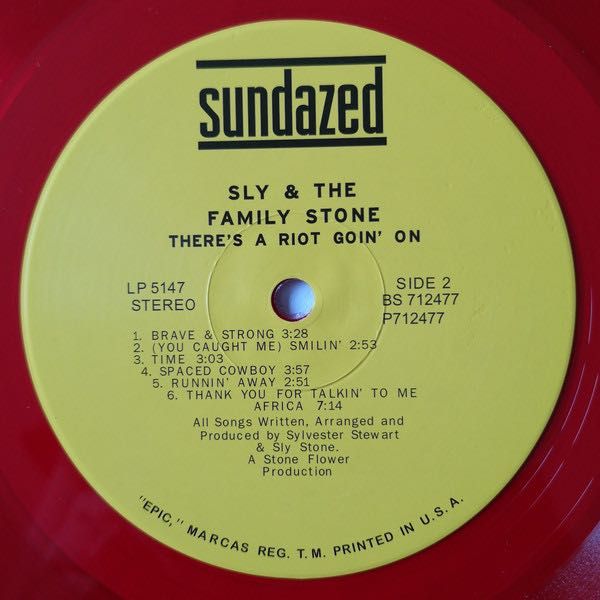 sundazed
SLY & THE
FAMILY STONE
THERE'S A RIOT GOIN' ON
LP 5147
STEREO
SIDE 2
BS 712477
P712477
1. BRAVE & STRONG 3:28
2. (YOU CAUGHT ME) SMILIN' 2:53
3. TIME 3:03
4. SPACED COWBOY 3:57
5. RUNNIN' AWAY 2:51
6. THANK YOU FOR TALKIN' TO ME
AFRICA 7:14
All Songs Written, Arranged and
Produced by Sylvester Stewart
& Sly Stone.
A Stone Flower
Production
"EPIC," MARCAS REG. T.M. PRINTED IN U.S.A.